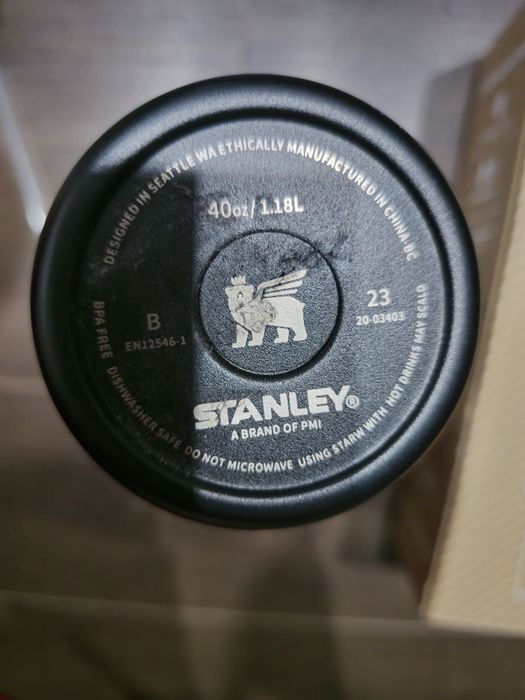 DESIGNED IN SEATTLE WA ETHICALLY MANUFACTURED IN CHINA BC
40oz/1.18L
B
EN12546-1
23
20-03403
STANLEY®
A BRAND OF PMI
BPA FREE DISHWASHER SAFE DO NOT MICROWAVE USING STARW WITH HOT DRINKS MAY SCALD